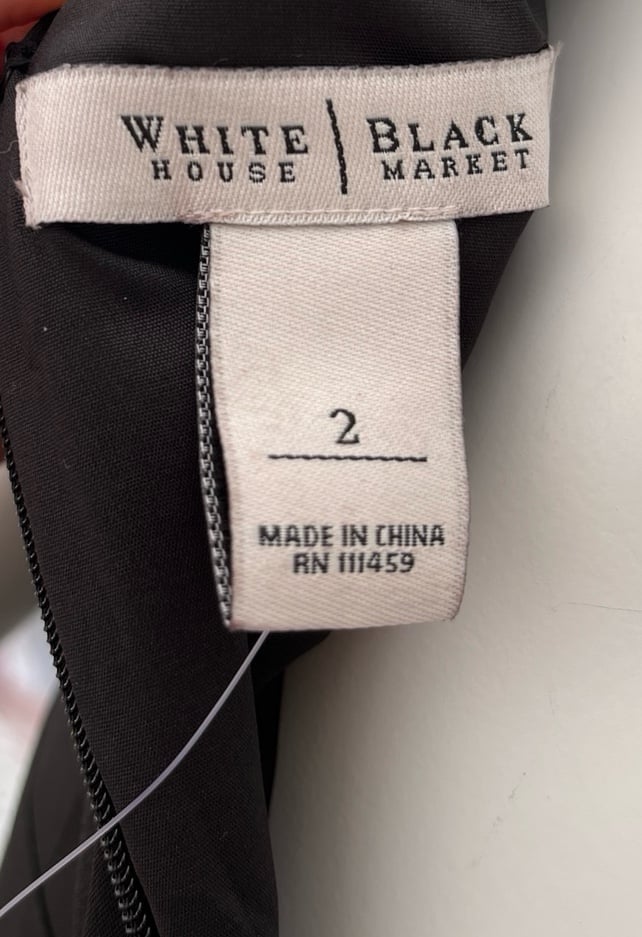 WHITE | BLACK
HOUSE | MARKET
2
MADE IN CHINA
RN 111459